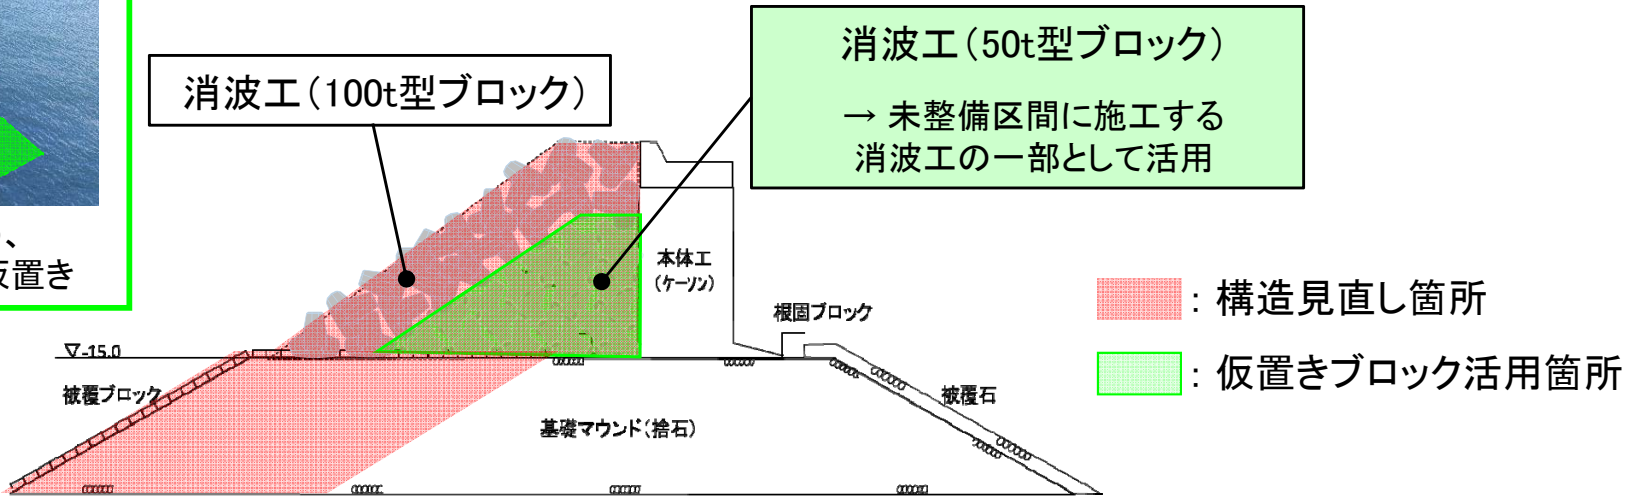 、
仮置き
消波工（100t型ブロック）
消波工（50t型ブロック）
→ 未整備区間に施工する
消波工の一部として活用
本体工
（ケーソン）
根固ブロック
▽-15.0
被覆ブロック
被覆石
基礎マウンド（捨石）
：構造見直し箇所
：仮置きブロック活用箇所